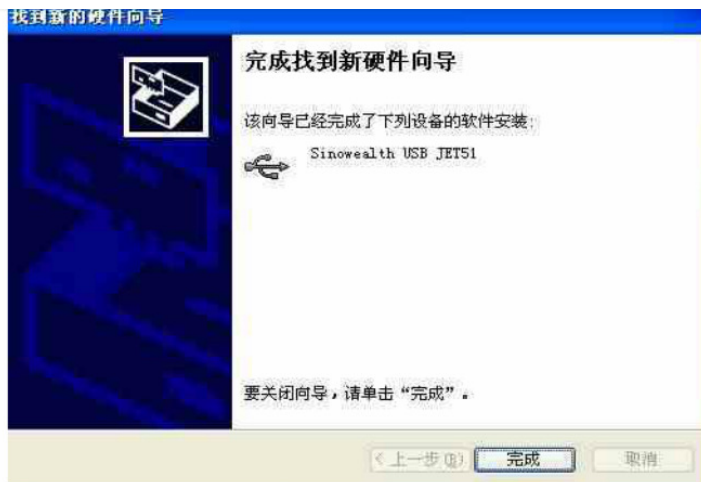 找到新的硬件向导
完成找到新硬件向导
该向导已经完成了下列设备的软件安装:
Sinowealth USB JET51
要关闭向导,请单击“完成”。
< 上一步(B)
完成
取消